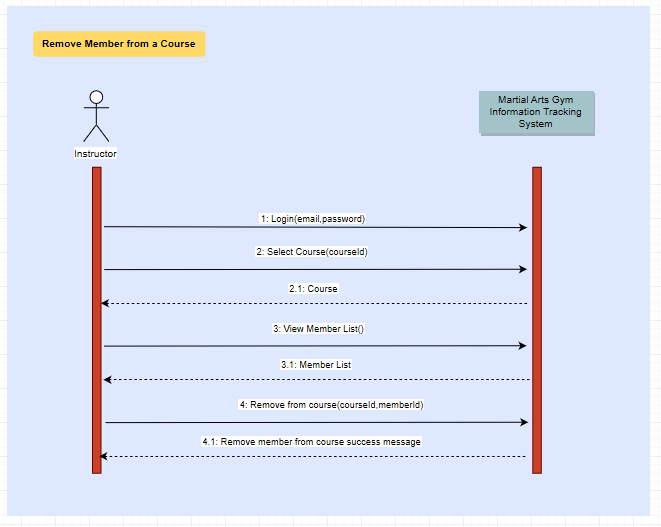 Remove Member from a Course
Martial Arts Gym
Information Tracking
System
Instructor
1: Login(email,password)
2: Select Course(courseId)
2.1: Course
3: View Member List()
3.1: Member List
4: Remove from course(courseId,memberId)
4.1: Remove member from course success message